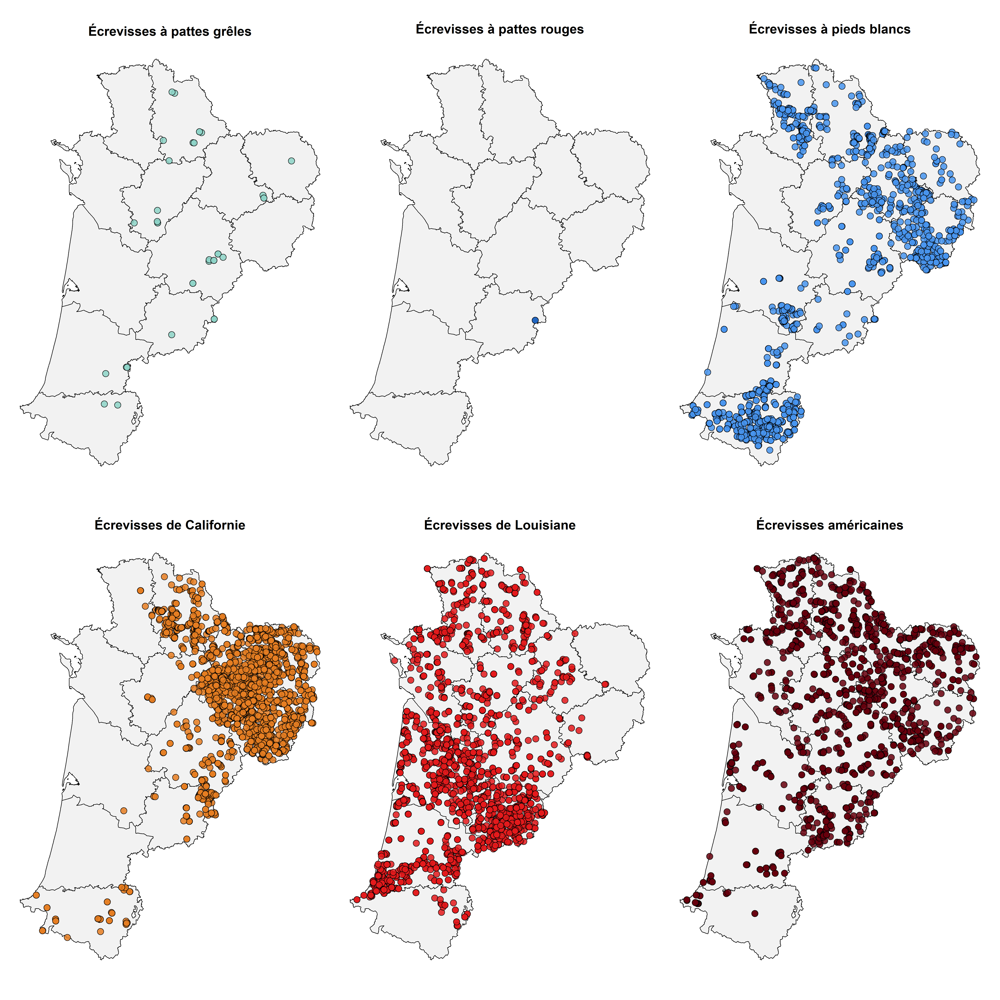 Écrevisses à pattes grêles
Écrevisses à pattes rouges
Écrevisses à pieds blancs
Écrevisses de Californie
Écrevisses de Louisiane
Écrevisses américaines